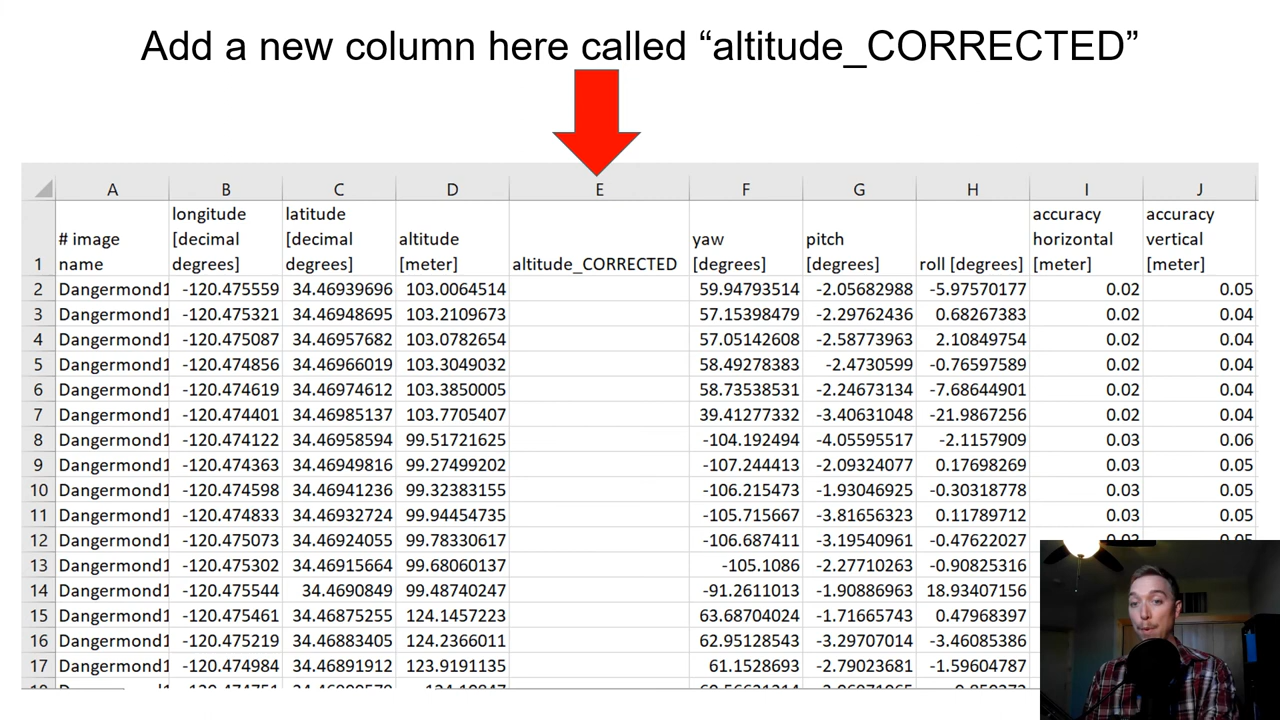 Add a new column here called “altitude_CORRECTED”
A B C D E F G H I J
1 # image name longitude [decimal degrees] latitude [decimal degrees] altitude [meter] altitude_CORRECTED yaw [degrees] pitch [degrees] roll [degrees] accuracy horizontal [meter] accuracy vertical [meter]
2 Dangermond1 -120.475559 34.46939696 103.0064514 59.94793514 -2.05682988 -5.97570177 0.02 0.05
3 Dangermond1 -120.475321 34.46948695 103.2109673 57.15398479 -2.29762436 0.68267383 0.02 0.04
4 Dangermond1 -120.475087 34.46957682 103.0782654 57.05142608 -2.58773963 2.10849754 0.02 0.04
5 Dangermond1 -120.474856 34.46966019 103.3049032 58.49278383 -2.4730599 -0.76597589 0.02 0.04
6 Dangermond1 -120.474619 34.46974612 103.3850005 58.73538531 -2.24673134 -7.68644901 0.02 0.04
7 Dangermond1 -120.474401 34.46985137 103.7705407 39.41277332 -3.40631048 -21.9867256 0.02 0.04
8 Dangermond1 -120.474122 34.46958594 99.51721625 -104.192494 -4.05595517 -2.1157909 0.03 0.06
9 Dangermond1 -120.474363 34.46949816 99.27499202 -107.244413 -2.09324077 0.17698269 0.03 0.05
10 Dangermond1 -120.474598 34.46941236 99.32383155 -106.215473 -1.93046925 -0.30318778 0.03 0.05
11 Dangermond1 -120.474833 34.46932724 99.94454735 -105.715667 -3.81656323 0.11789712 0.03 0.05
12 Dangermond1 -120.475073 34.46924055 99.78330617 -106.687411 -3.19540961 -0.47622027
13 Dangermond1 -120.475302 34.46915664 99.68060137 -105.1086 -2.27710263 -0.90825316
14 Dangermond1 -120.475544 34.4690849 99.48740247 -91.2611013 -1.90886963 18.93407156
15 Dangermond1 -120.475461 34.46875255 124.1457223 63.68704024 -1.71665743 0.47968397
16 Dangermond1 -120.475219 34.46883405 124.2766011 62.95128543 -3.29707014 -3.46085386
17 Dangermond1 -120.474984 34.46891912 123.9191135 61.1528693 -2.79023681 -1.59604787